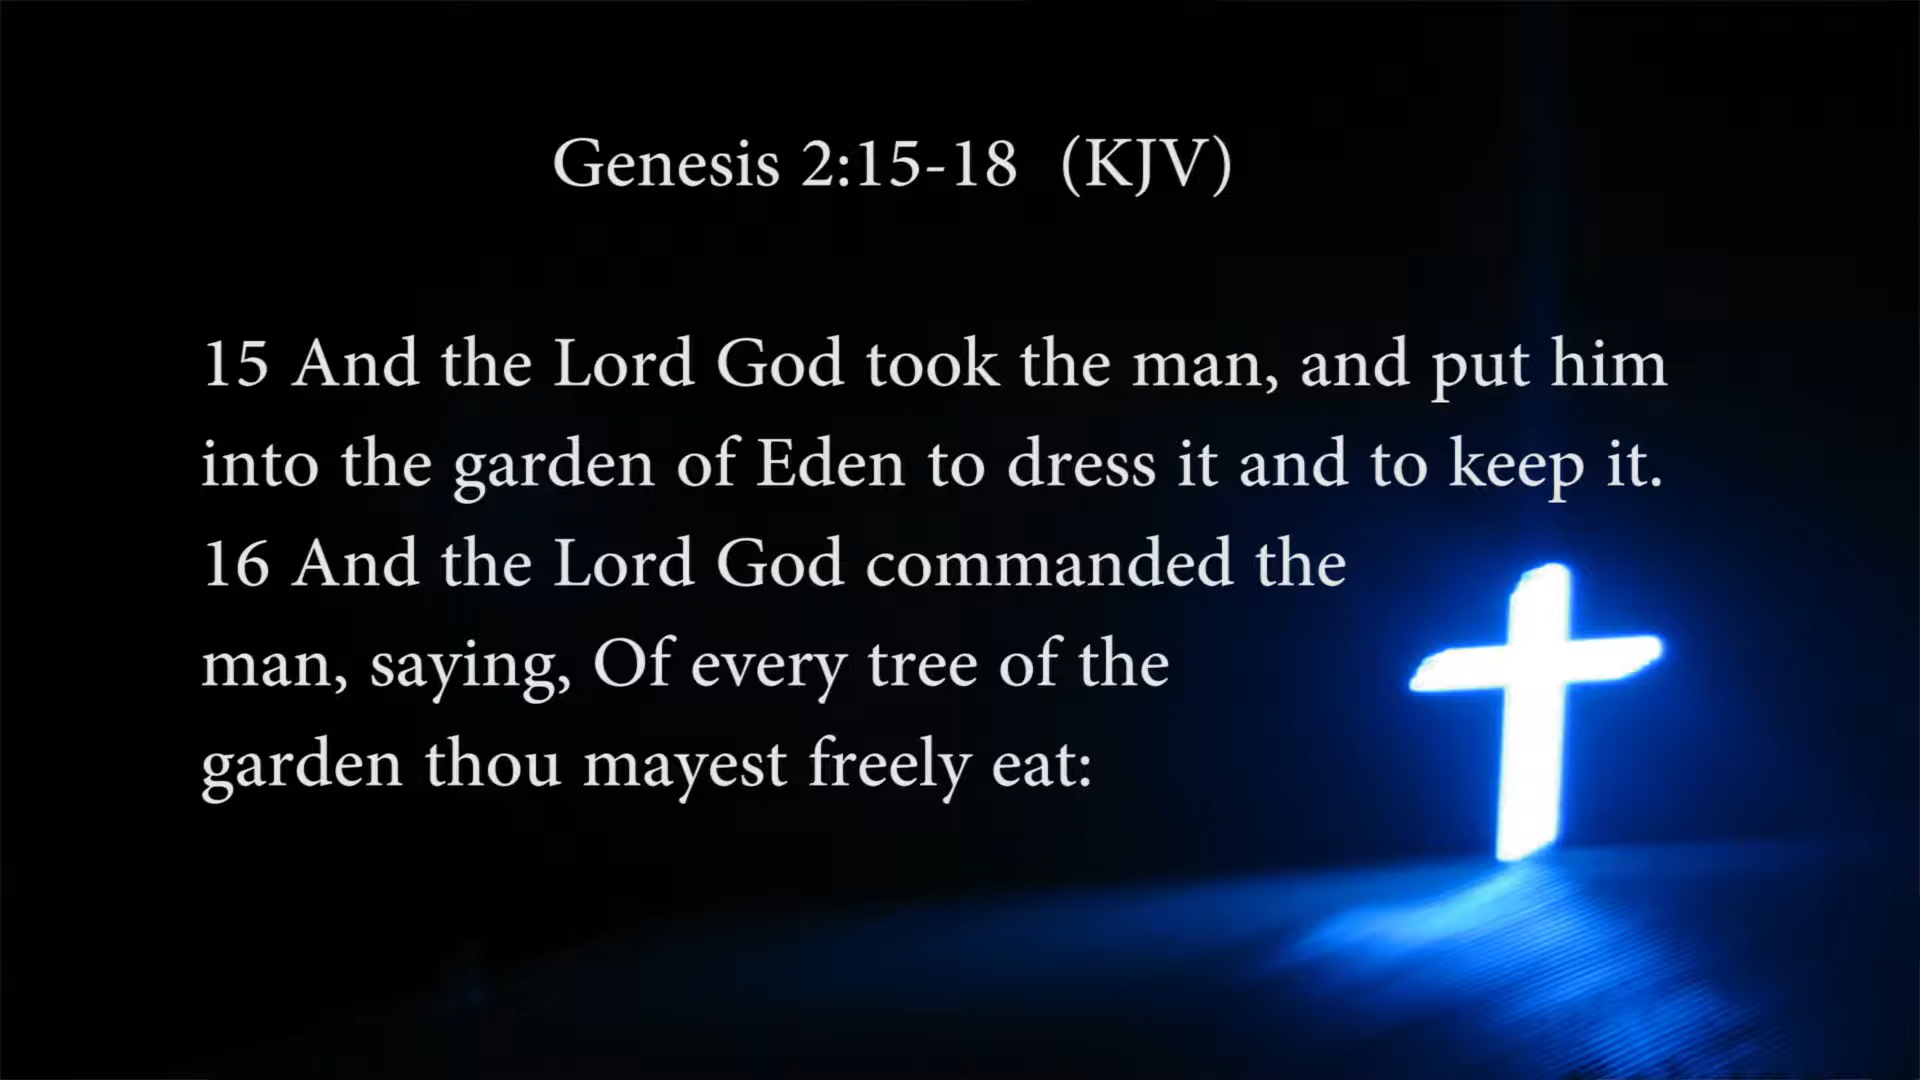 Genesis 2:15-18 (KJV)
15 And the Lord God took the man, and put him
into the garden of Eden to dress it and to keep it.
16 And the Lord God commanded the
man, saying, Of every tree of the
garden thou mayest freely eat: